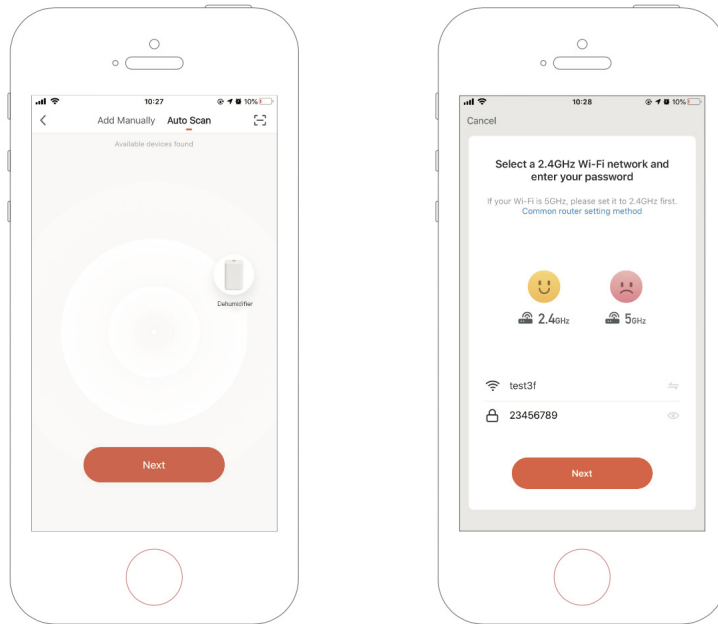 10:27
10%
Add Manually Auto Scan
Available devices found
Dehumidifier
Next
10:28
10%
Cancel
Select a 2.4GHz Wi-Fi network and
enter your password
If your Wi-Fi is 5GHz, please set it to 2.4GHz first.
Common router setting method
2.4GHz 5GHz
test3f
23456789
Next